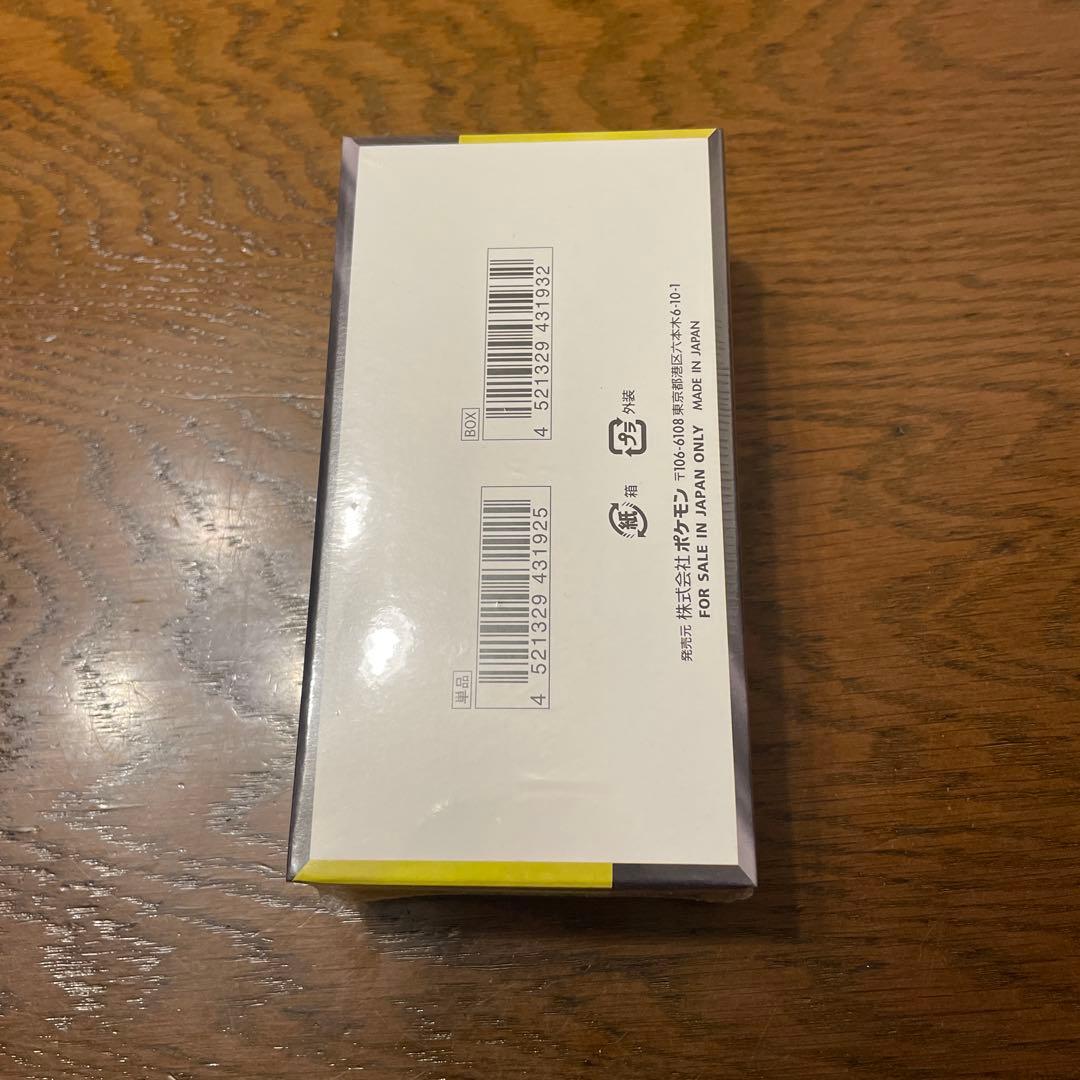 BOX
4 521329 431932
単品
4 521329 431925
紙 箱
プラ 外装
発売元 株式会社ポケモン 〒106-6108 東京都港区六本木6-10-1
FOR SALE IN JAPAN ONLY MADE IN JAPAN